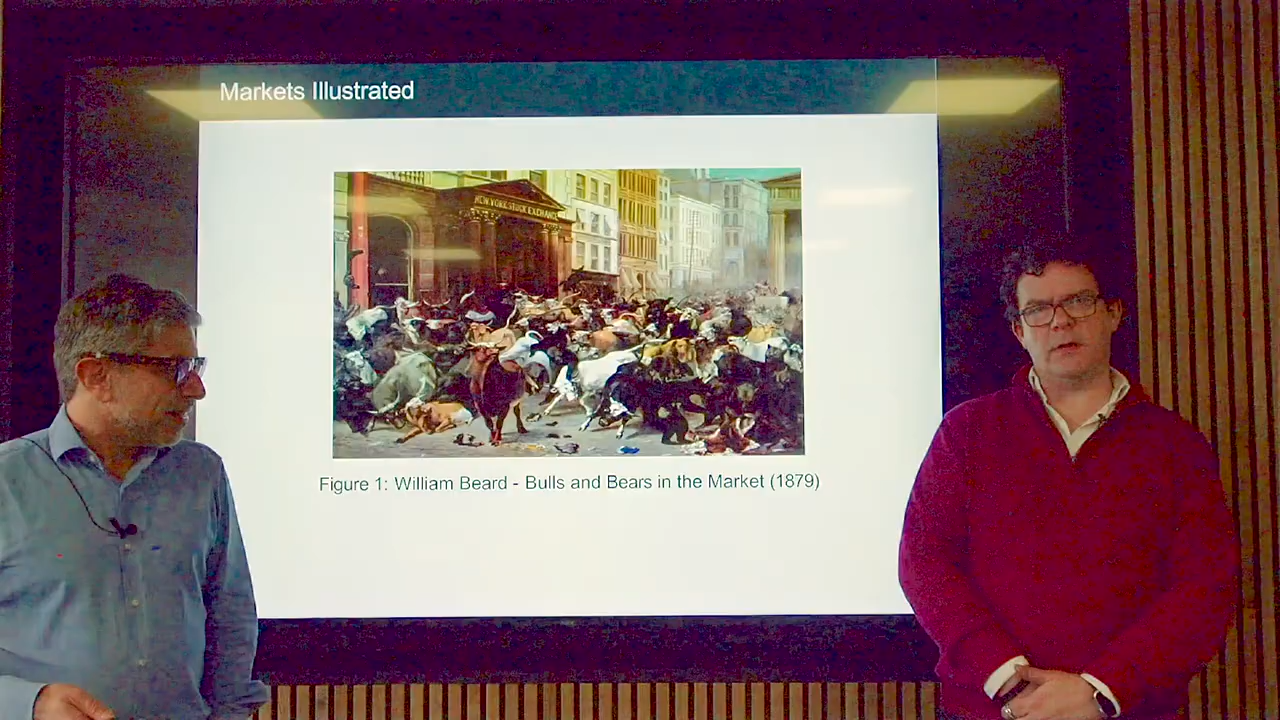 Markets Illustrated
NEW YORK STOCK EXCHANGE
Figure 1: William Beard - Bulls and Bears in the Market (1879)